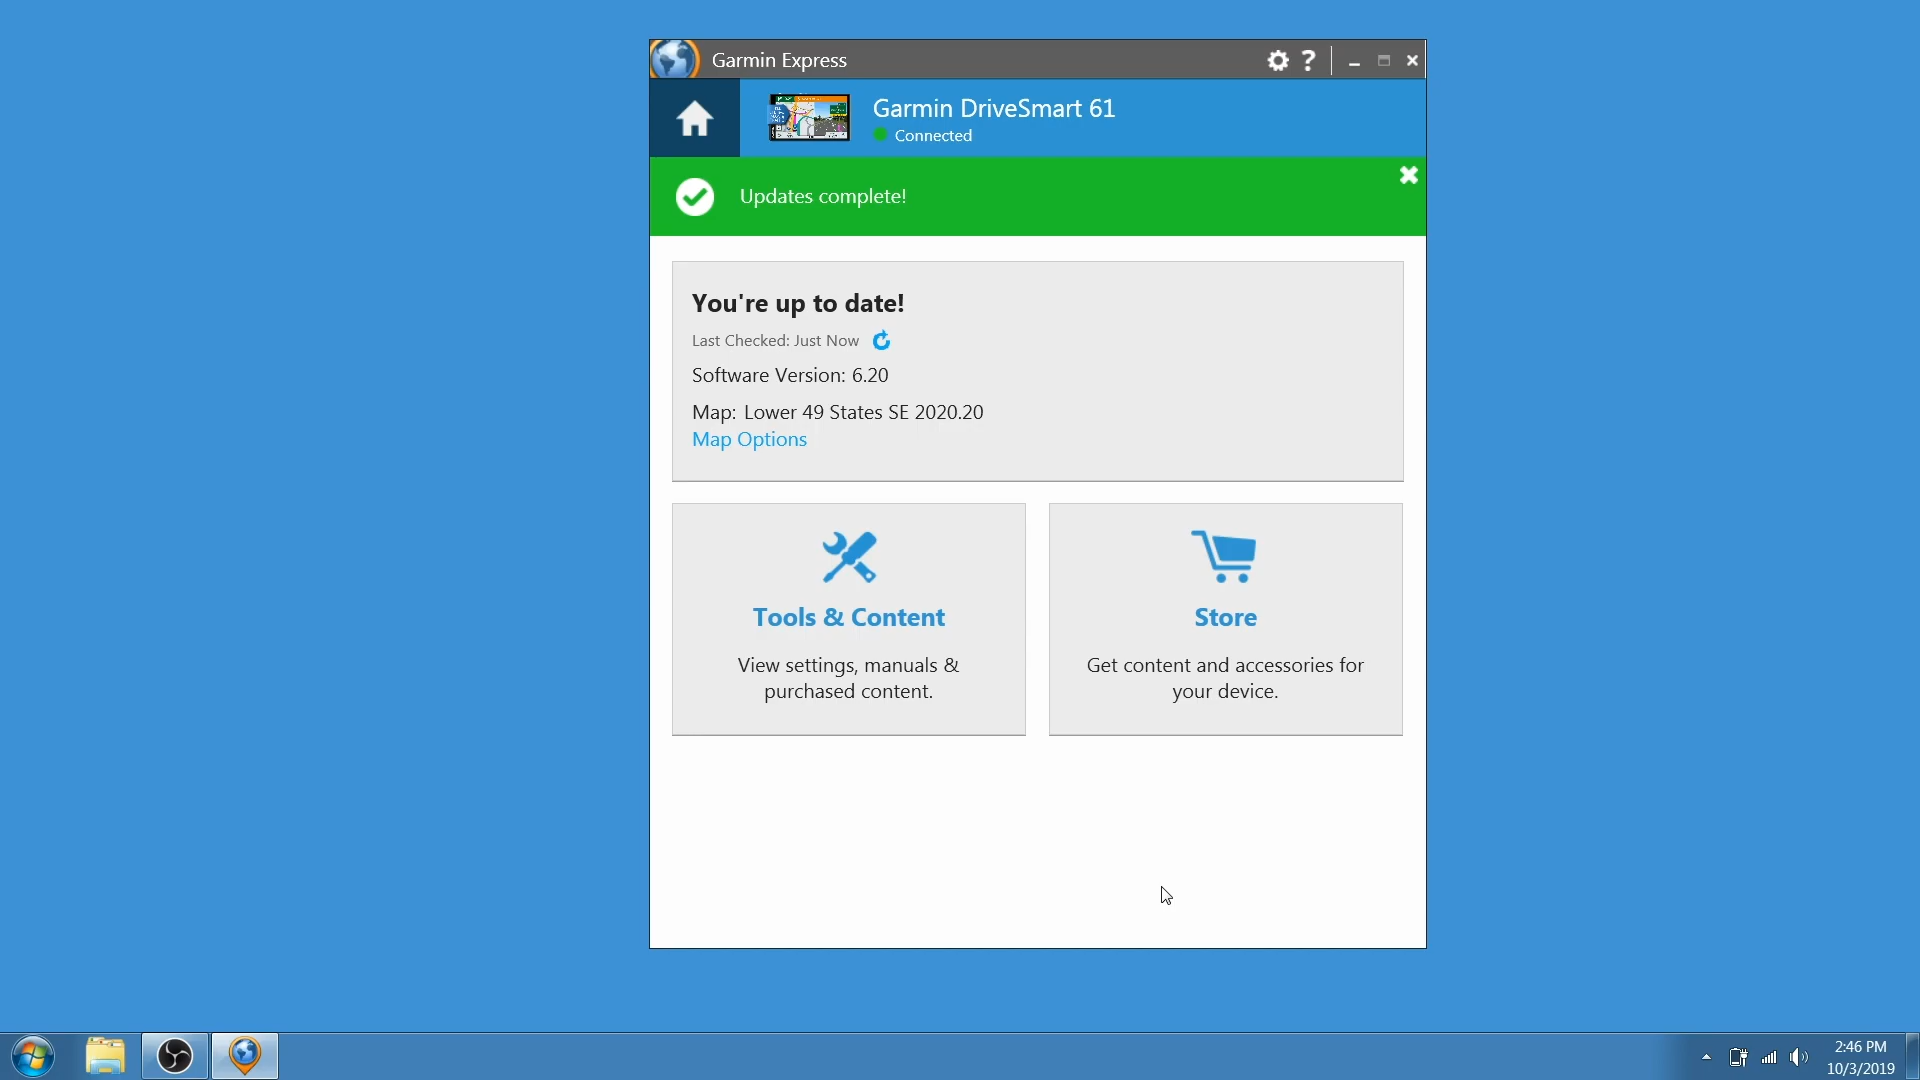 Garmin Express
?
Garmin DriveSmart 61
Connected
Updates complete!
You're up to date!
Last Checked: Just Now
Software Version: 6.20
Map: Lower 49 States SE 2020.20
Map Options
Tools & Content
View settings, manuals &
purchased content.
Store
Get content and accessories for
your device.
2:46 PM
10/3/2019